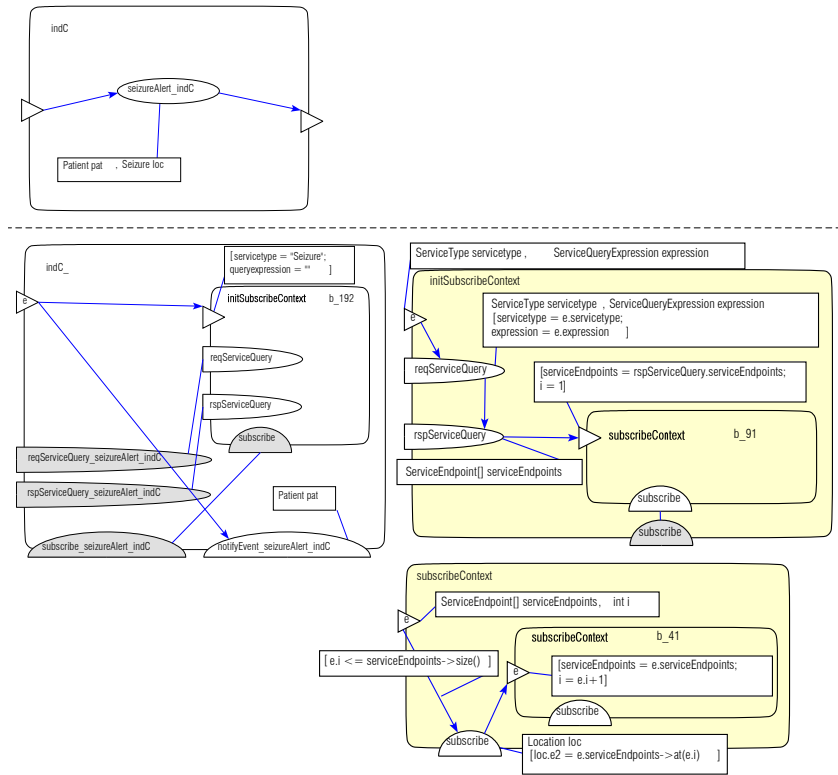 indC
seizureAlert_indC
Patient pat , Seizure loc
indC_
[servicetype = "Seizure";
queryexpression = "" ]
e
initSubscribeContext b_192
reqServiceQuery
rspServiceQuery
subscribe
reqServiceQuery_seizureAlert_indC
rspServiceQuery_seizureAlert_indC
Patient pat
subscribe_seizureAlert_indC
notifyEvent_seizureAlert_indC
ServiceType servicetype , ServiceQueryExpression expression
initSubscribeContext
ServiceType servicetype , ServiceQueryExpression expression
[servicetype = e.servicetype;
expression = e.expression ]
e
reqServiceQuery
[serviceEndpoints = rspServiceQuery.serviceEndpoints;
i = 1]
rspServiceQuery
subscribeContext b_91
ServiceEndpoint[] serviceEndpoints
subscribe
subscribe
subscribeContext
ServiceEndpoint[] serviceEndpoints, int i
e
subscribeContext b_41
[ e.i <= serviceEndpoints->size() ]
e
[serviceEndpoints = e.serviceEndpoints;
i = e.i+1]
subscribe
subscribe
Location loc
[loc.e2 = e.serviceEndpoints->at(e.i) ]